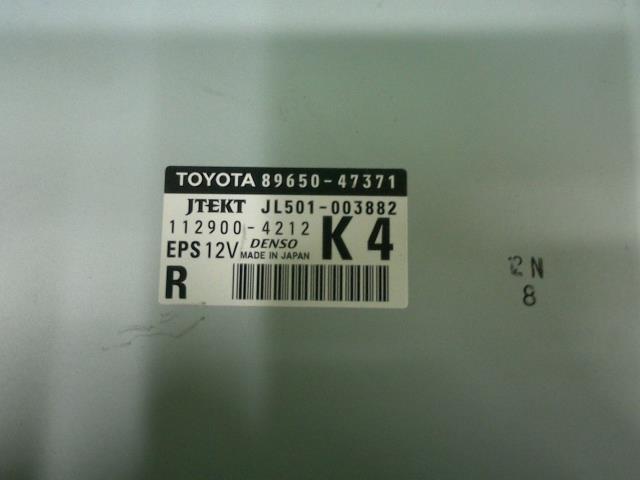 TOYOTA 89650-47371
JTEKT JL501-003882
112900-4212
EPS 12V DENSO
MADE IN JAPAN
K4
R
12 N
8